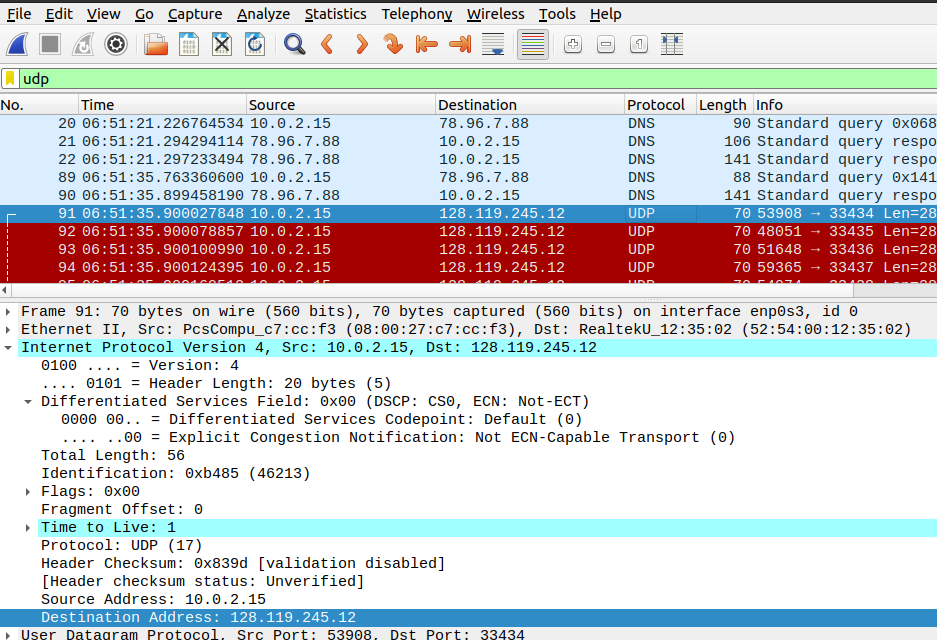 File Edit View Go Capture Analyze Statistics Telephony Wireless Tools Help
udp
No. Time Source Destination Protocol Length Info
20 06:51:21.226764534 10.0.2.15 78.96.7.88 DNS 90 Standard query 0x068
21 06:51:21.294294114 78.96.7.88 10.0.2.15 DNS 106 Standard query respo
22 06:51:21.297233494 78.96.7.88 10.0.2.15 DNS 141 Standard query respo
89 06:51:35.763360600 10.0.2.15 78.96.7.88 DNS 88 Standard query 0x141
90 06:51:35.899458190 78.96.7.88 10.0.2.15 DNS 141 Standard query respo
91 06:51:35.900027848 10.0.2.15 128.119.245.12 UDP 70 53908 → 33434 Len=28
92 06:51:35.900078857 10.0.2.15 128.119.245.12 UDP 70 48051 → 33435 Len=28
93 06:51:35.900100990 10.0.2.15 128.119.245.12 UDP 70 51648 → 33436 Len=28
94 06:51:35.900124395 10.0.2.15 128.119.245.12 UDP 70 59365 → 33437 Len=28
Frame 91: 70 bytes on wire (560 bits), 70 bytes captured (560 bits) on interface enp0s3, id 0
Ethernet II, Src: PcsCompu_c7:cc:f3 (08:00:27:c7:cc:f3), Dst: RealtekU_12:35:02 (52:54:00:12:35:02)
Internet Protocol Version 4, Src: 10.0.2.15, Dst: 128.119.245.12
0100 .... = Version: 4
.... 0101 = Header Length: 20 bytes (5)
Differentiated Services Field: 0x00 (DSCP: CS0, ECN: Not-ECT)
0000 00.. = Differentiated Services Codepoint: Default (0)
.... ..00 = Explicit Congestion Notification: Not ECN-Capable Transport (0)
Total Length: 56
Identification: 0xb485 (46213)
Flags: 0x00
Fragment Offset: 0
Time to Live: 1
Protocol: UDP (17)
Header Checksum: 0x839d [validation disabled]
[Header checksum status: Unverified]
Source Address: 10.0.2.15
Destination Address: 128.119.245.12
User Datagram Protocol, Src Port: 53908, Dst Port: 33434